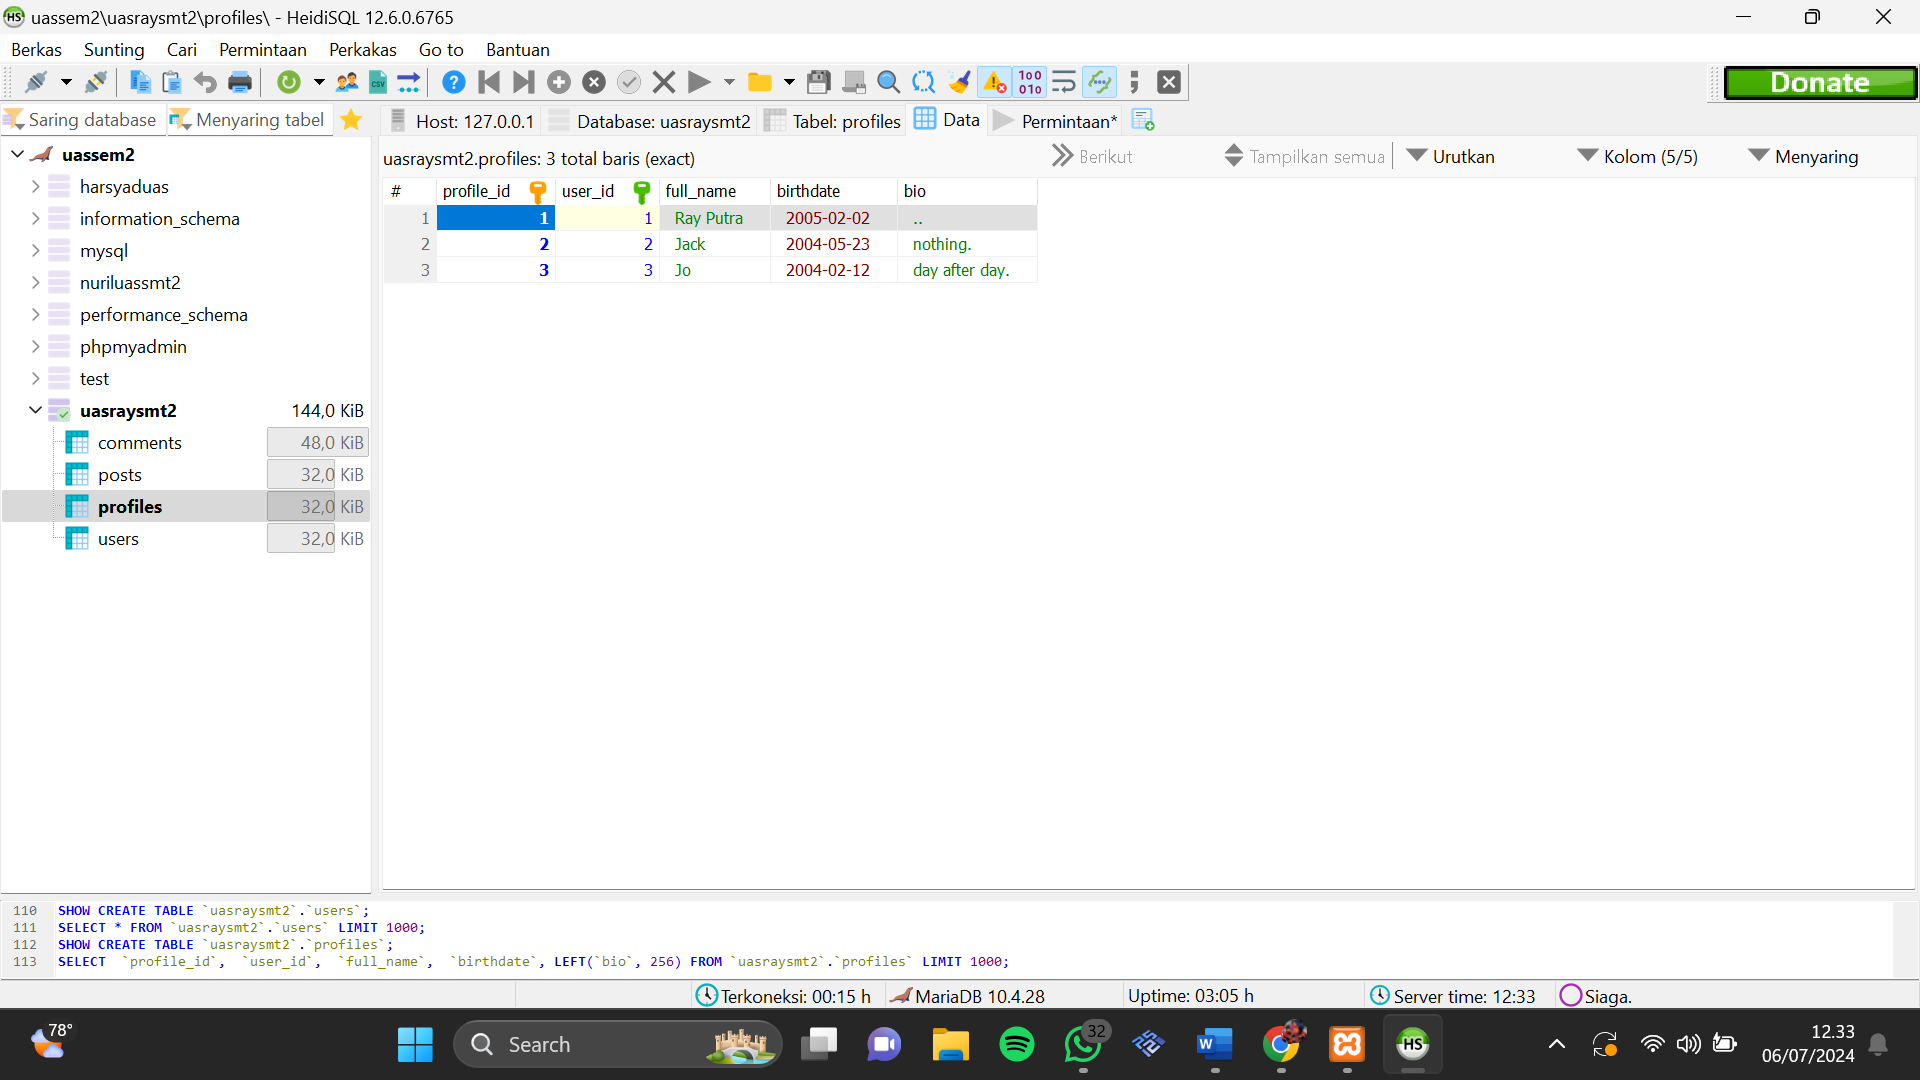 uassem2\uasraysmt2\profiles\ - HeidiSQL 12.6.0.6765
Berkas Sunting Cari Permintaan Perkakas Go to Bantuan
Donate
Saring database Menyaring tabel
Host: 127.0.0.1 Database: uasraysmt2 Tabel: profiles Data Permintaan*
uasraysmt2.profiles: 3 total baris (exact) Berikut Tampilkan semua Urutkan Kolom (5/5) Menyaring
uassem2
harsyaduas
information_schema
mysql
nuriluassmt2
performance_schema
phpmyadmin
test
uasraysmt2 144,0 KiB
comments 48,0 KiB
posts 32,0 KiB
profiles 32,0 KiB
users 32,0 KiB
# profile_id user_id full_name birthdate bio
1 1 1 Ray Putra 2005-02-02 ..
2 2 2 Jack 2004-05-23 nothing.
3 3 3 Jo 2004-02-12 day after day.
110 SHOW CREATE TABLE `uasraysmt2`.`users`;
111 SELECT * FROM `uasraysmt2`.`users` LIMIT 1000;
112 SHOW CREATE TABLE `uasraysmt2`.`profiles`;
113 SELECT `profile_id`, `user_id`, `full_name`, `birthdate`, LEFT(`bio`, 256) FROM `uasraysmt2`.`profiles` LIMIT 1000;
Terkoneksi: 00:15 h MariaDB 10.4.28 Uptime: 03:05 h Server time: 12:33 Siaga.
78° Search 32 HS 12.33
06/07/2024